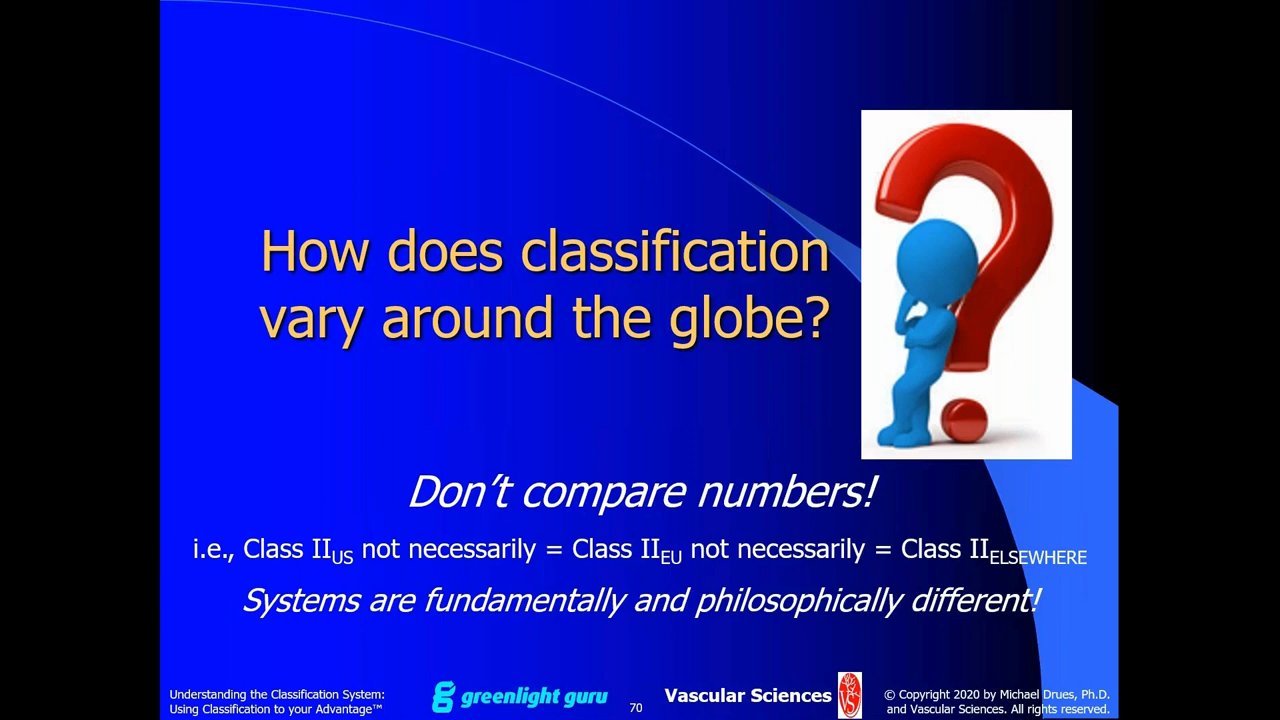 How does classification
vary around the globe?
Don't compare numbers!
i.e., Class IIUS not necessarily = Class IIEU not necessarily = Class IIELSEWHERE
Systems are fundamentally and philosophically different!
Understanding the Classification System:
Using Classification to your Advantage™
greenlight guru
70
Vascular Sciences
VS
© Copyright 2020 by Michael Drues, Ph.D.
and Vascular Sciences. All rights reserved.